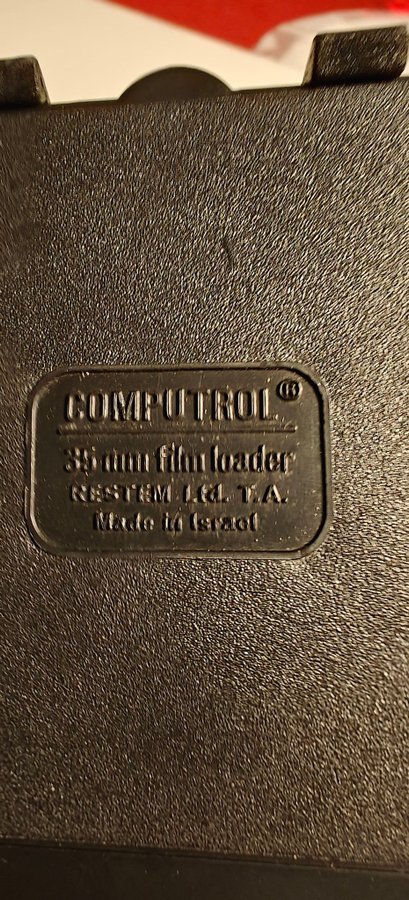 COMPUTROL®
35 mm film loader
RESTEM Ltd. T.A.
Made in Israel